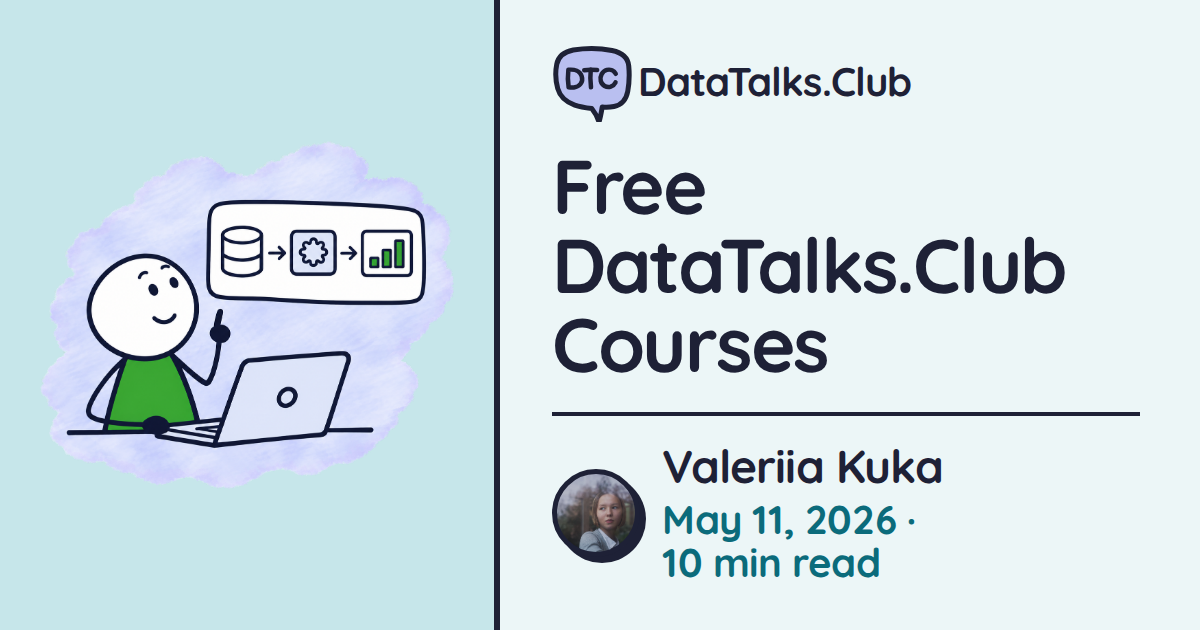 DTC DataTalks.Club
Free
DataTalks.Club
Courses
Valeriia Kuka
May 11, 2026 ·
10 min read